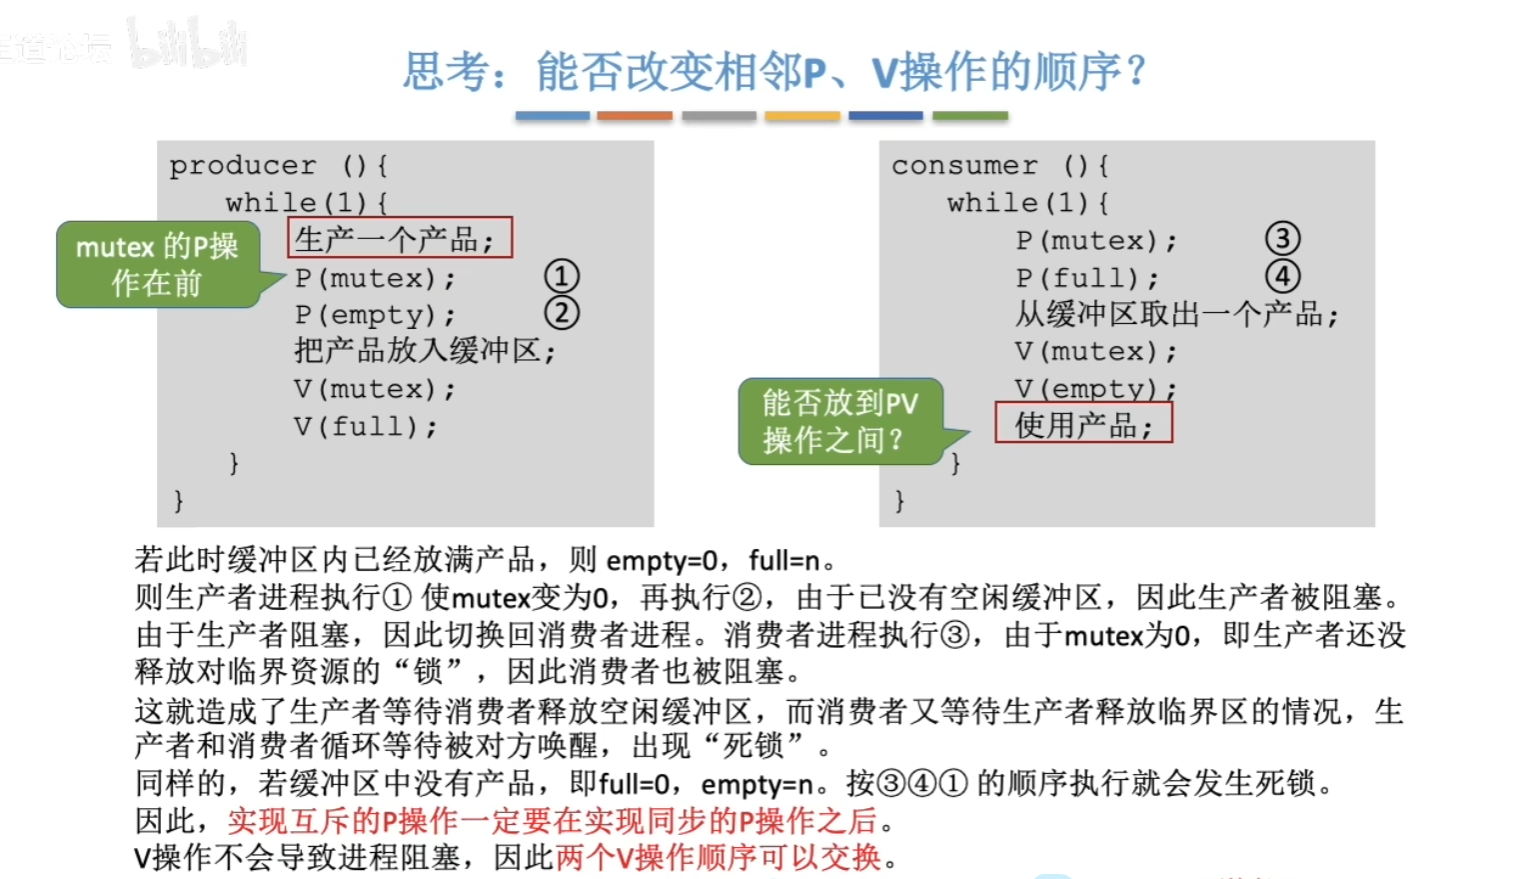 王道论坛 bilibili
思考：能否改变相邻P、V操作的顺序？
producer (){
while(1){
生产一个产品;
mutex 的P操
作在前
P(mutex); ①
P(empty); ②
把产品放入缓冲区;
V(mutex);
V(full);
}
}
consumer (){
while(1){
P(mutex); ③
P(full); ④
从缓冲区取出一个产品;
V(mutex);
V(empty);
能否放到PV
操作之间？
使用产品;
}
}
若此时缓冲区内已经放满产品，则 empty=0，full=n。
则生产者进程执行① 使mutex变为0，再执行②，由于已没有空闲缓冲区，因此生产者被阻塞。
由于生产者阻塞，因此切换回消费者进程。消费者进程执行③，由于mutex为0，即生产者还没
释放对临界资源的“锁”，因此消费者也被阻塞。
这就造成了生产者等待消费者释放空闲缓冲区，而消费者又等待生产者释放临界区的情况，生
产者和消费者循环等待被对方唤醒，出现“死锁”。
同样的，若缓冲区中没有产品，即full=0，empty=n。按③④① 的顺序执行就会发生死锁。
因此，实现互斥的P操作一定要在实现同步的P操作之后。
V操作不会导致进程阻塞，因此两个V操作顺序可以交换。